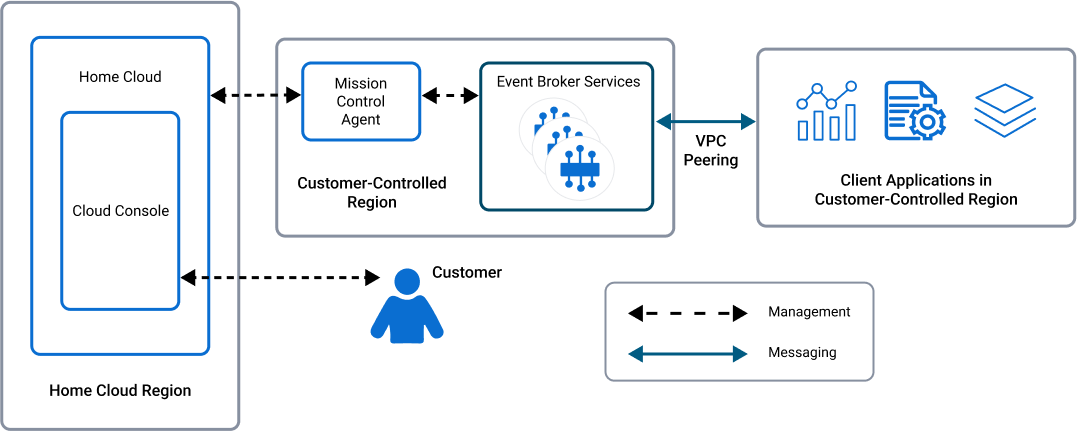 Home Cloud
Cloud Console
Home Cloud Region
Mission
Control
Agent
Customer-Controlled
Region
Event Broker Services
VPC
Peering
Client Applications in
Customer-Controlled Region
Customer
Management
Messaging